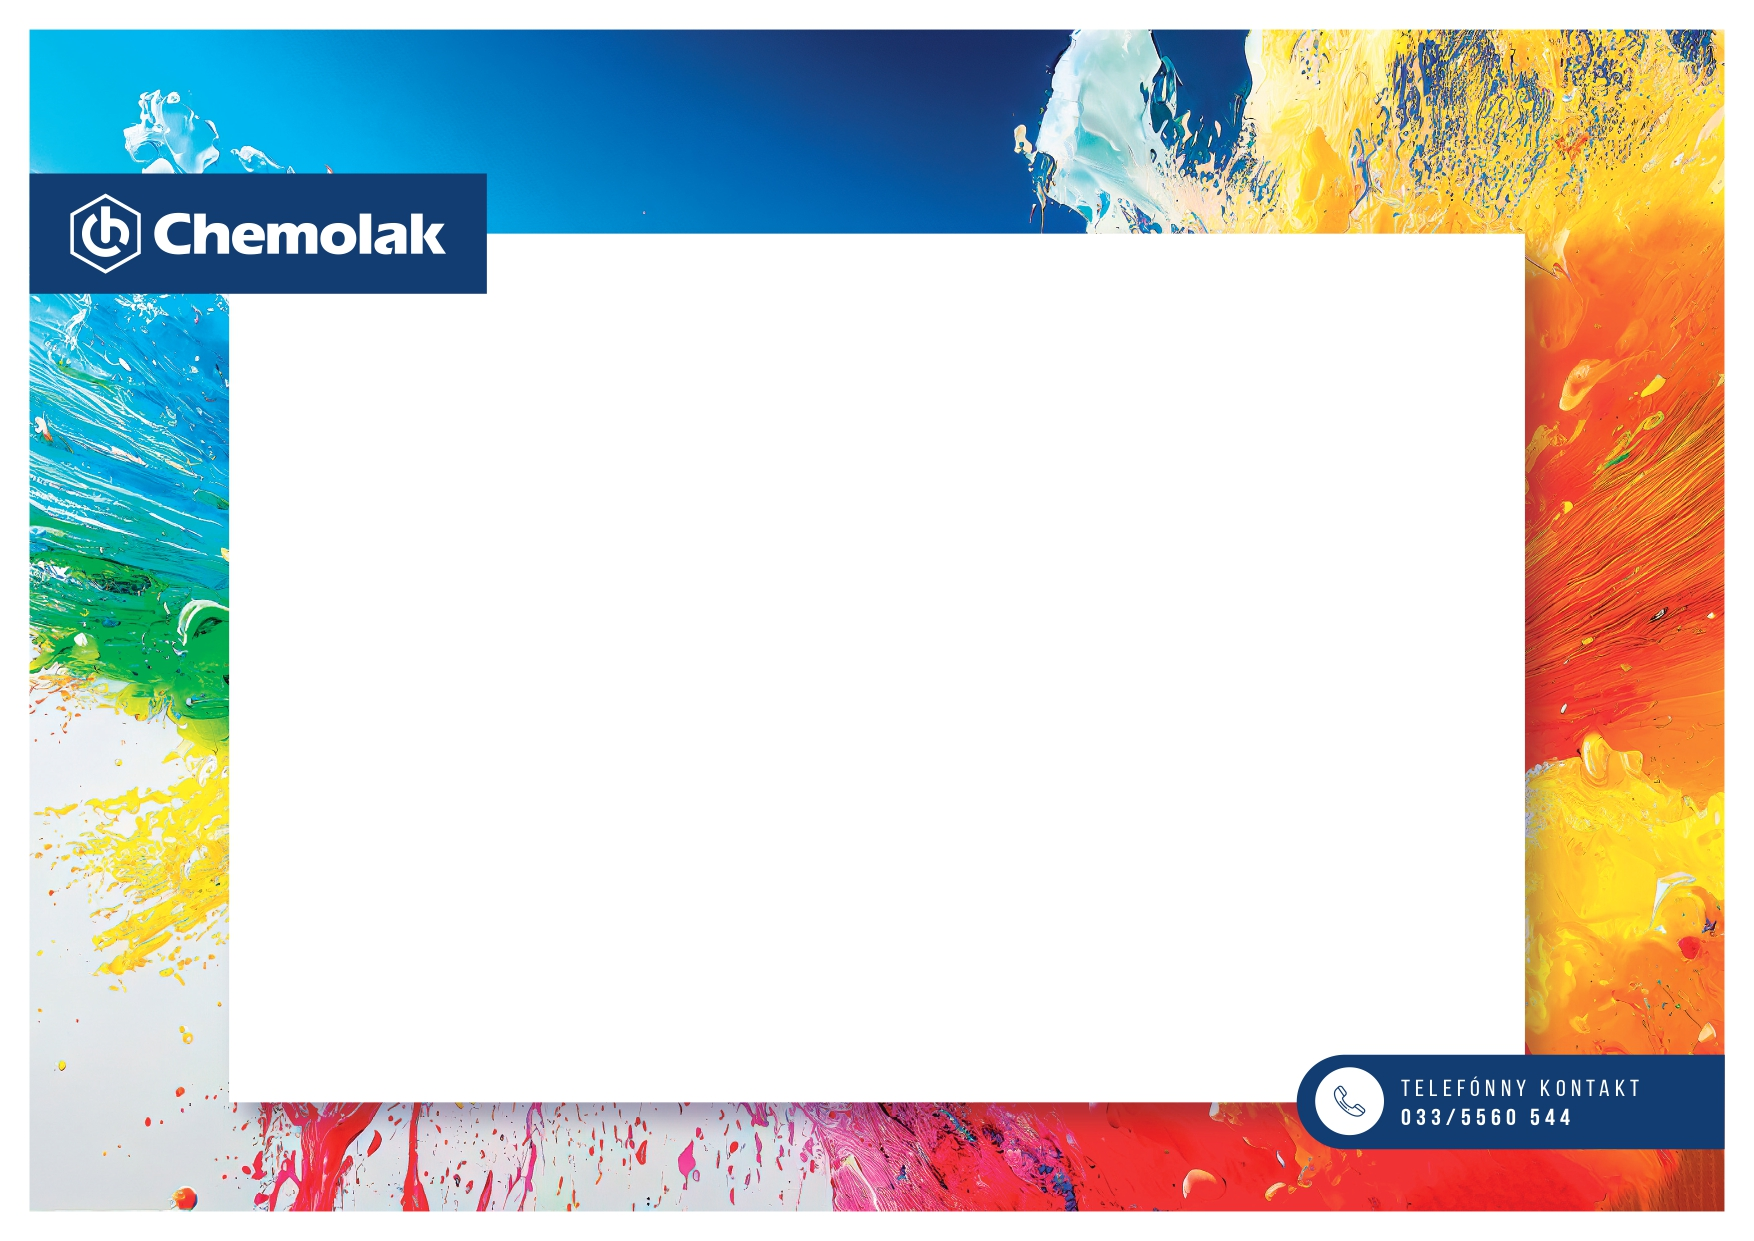 Chemolak
TELEFÓNNY KONTAKT
033/5560 544